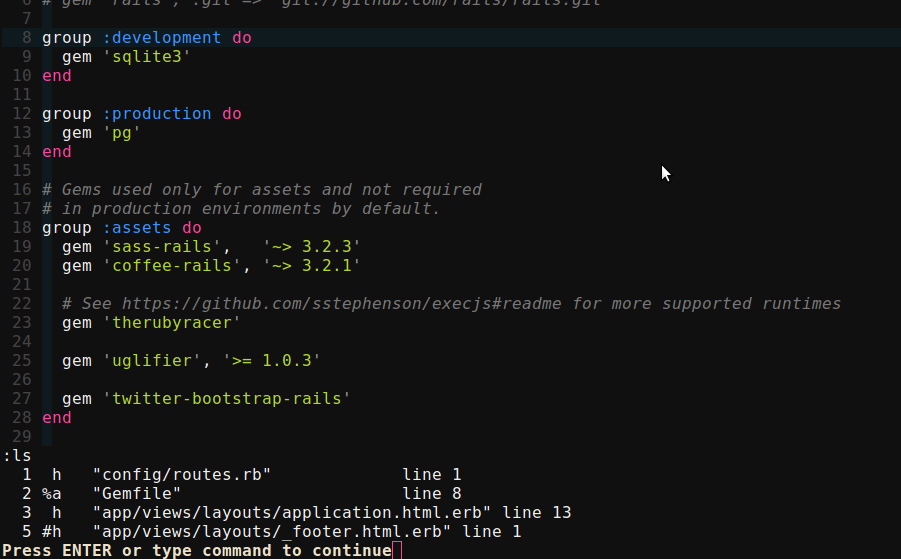 6 # gem 'rails', :git => 'git://github.com/rails/rails.git'
7
8 group :development do
9   gem 'sqlite3'
10 end
11
12 group :production do
13   gem 'pg'
14 end
15
16 # Gems used only for assets and not required
17 # in production environments by default.
18 group :assets do
19   gem 'sass-rails',   '~> 3.2.3'
20   gem 'coffee-rails', '~> 3.2.1'
21
22   # See https://github.com/sstephenson/execjs#readme for more supported runtimes
23   gem 'therubyracer'
24
25   gem 'uglifier', '>= 1.0.3'
26
27   gem 'twitter-bootstrap-rails'
28 end
29
:ls
  1  h   "config/routes.rb"             line 1
  2 %a   "Gemfile"                      line 8
  3  h   "app/views/layouts/application.html.erb" line 13
  5 #h   "app/views/layouts/_footer.html.erb" line 1
Press ENTER or type command to continue